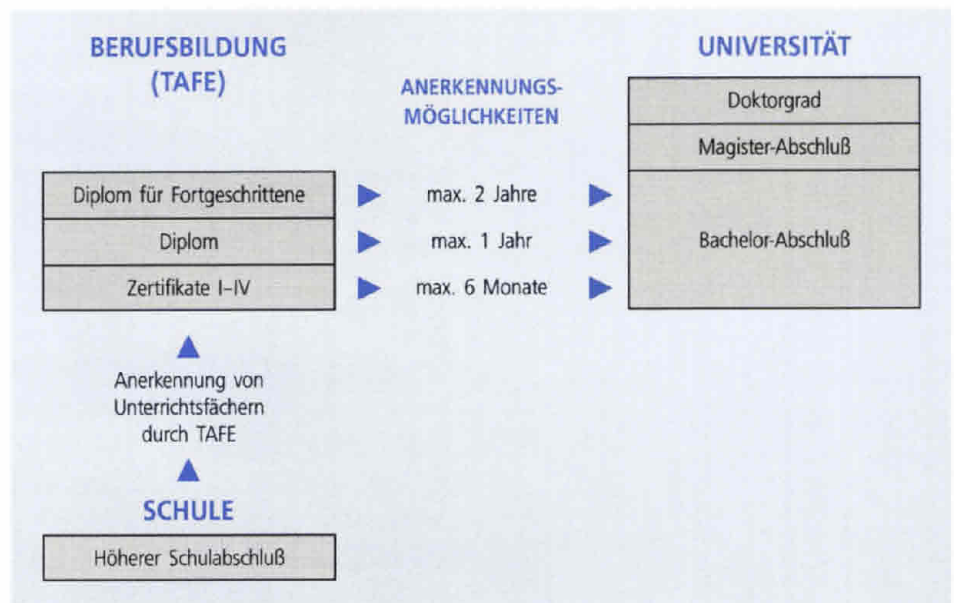 BERUFSBILDUNG
(TAFE)
ANERKENNUNGS-
MÖGLICHKEITEN
UNIVERSITÄT
Doktorgrad
Magister-Abschluß
Diplom für Fortgeschrittene
max. 2 Jahre
Diplom
max. 1 Jahr
Bachelor-Abschluß
Zertifikate I–IV
max. 6 Monate
Anerkennung von
Unterrichtsfächern
durch TAFE
SCHULE
Höherer Schulabschluß